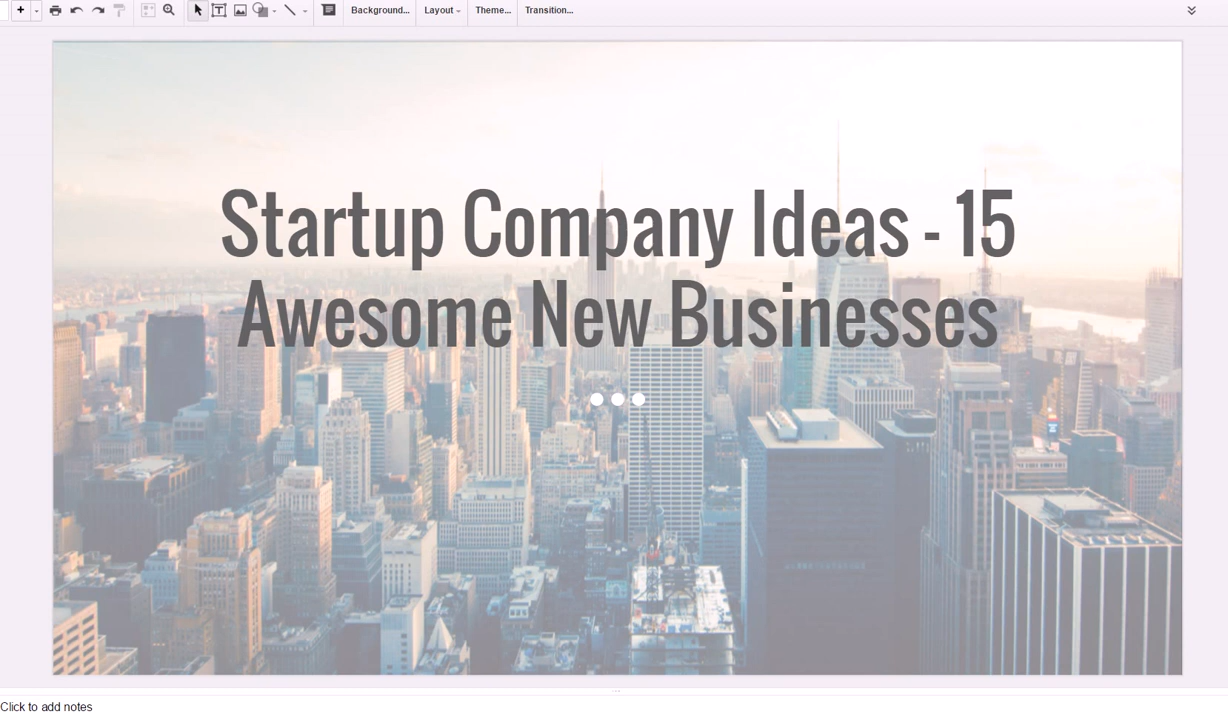 Background... Layout Theme... Transition...
Startup Company Ideas - 15
Awesome New Businesses
Click to add notes